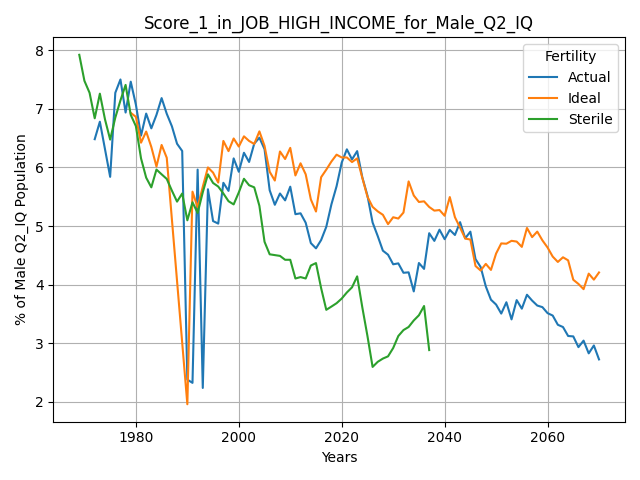 Score_1_in_JOB_HIGH_INCOME_for_Male_Q2_IQ
Fertility
Actual
Ideal
Sterile
% of Male Q2_IQ Population
8
7
6
5
4
3
2
1980
2000
2020
2040
2060
Years